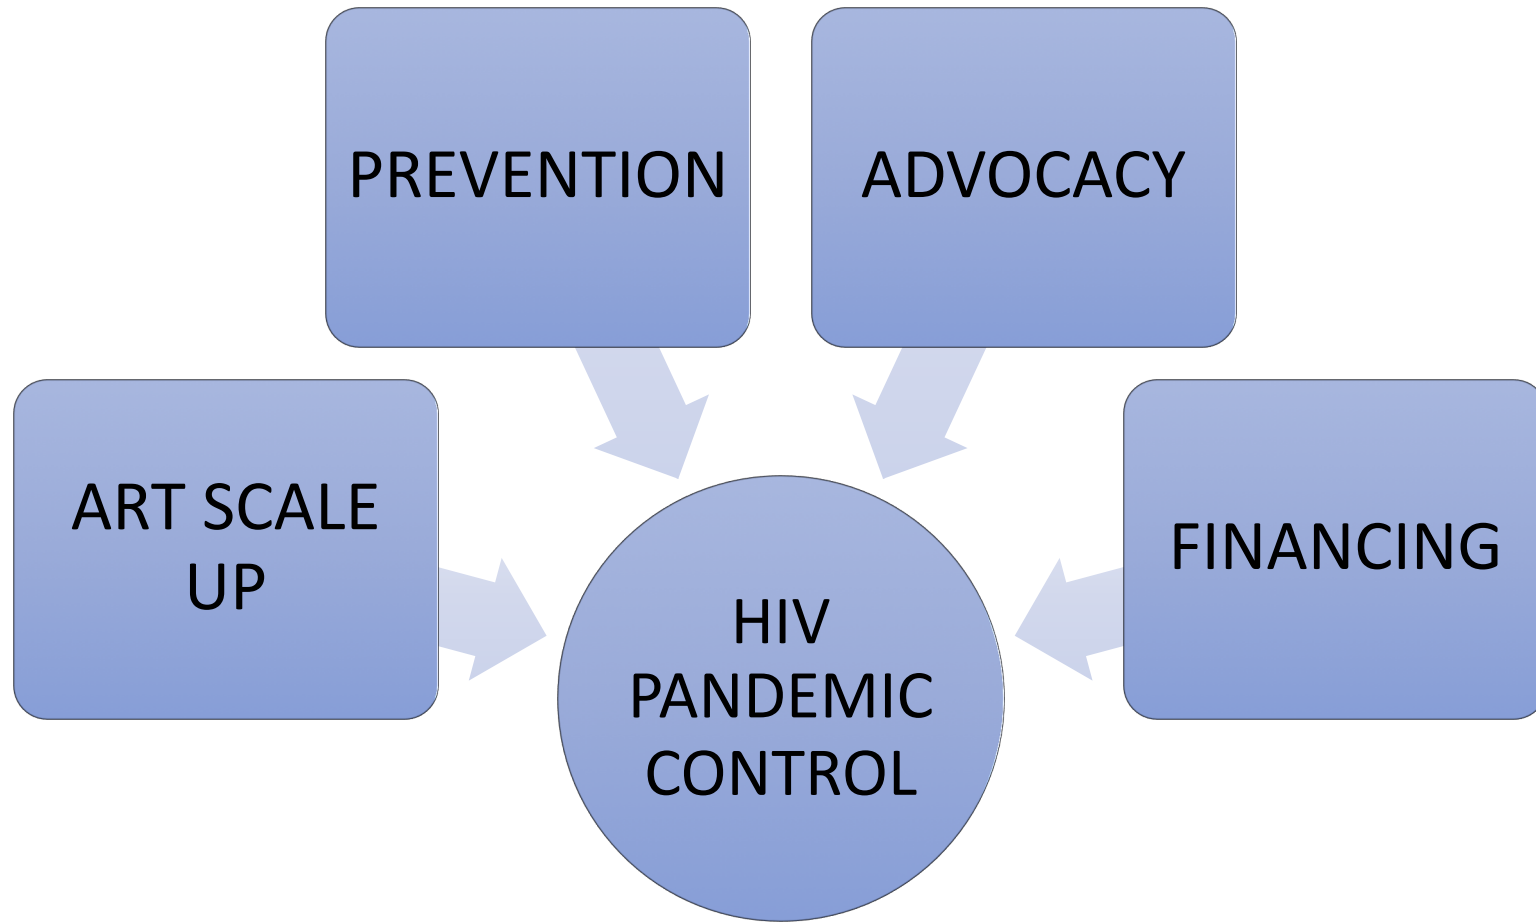 PREVENTION
ADVOCACY
ART SCALE
UP
FINANCING
HIV
PANDEMIC
CONTROL